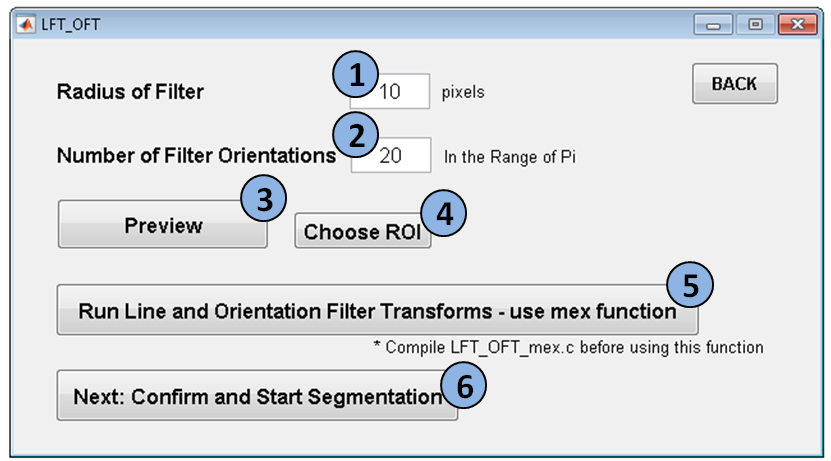 LFT_OFT
1
Radius of Filter 10 pixels BACK
2
Number of Filter Orientations 20 In the Range of Pi
3 4
Preview Choose ROI
5
Run Line and Orientation Filter Transforms - use mex function
* Compile LFT_OFT_mex.c before using this function
6
Next: Confirm and Start Segmentation